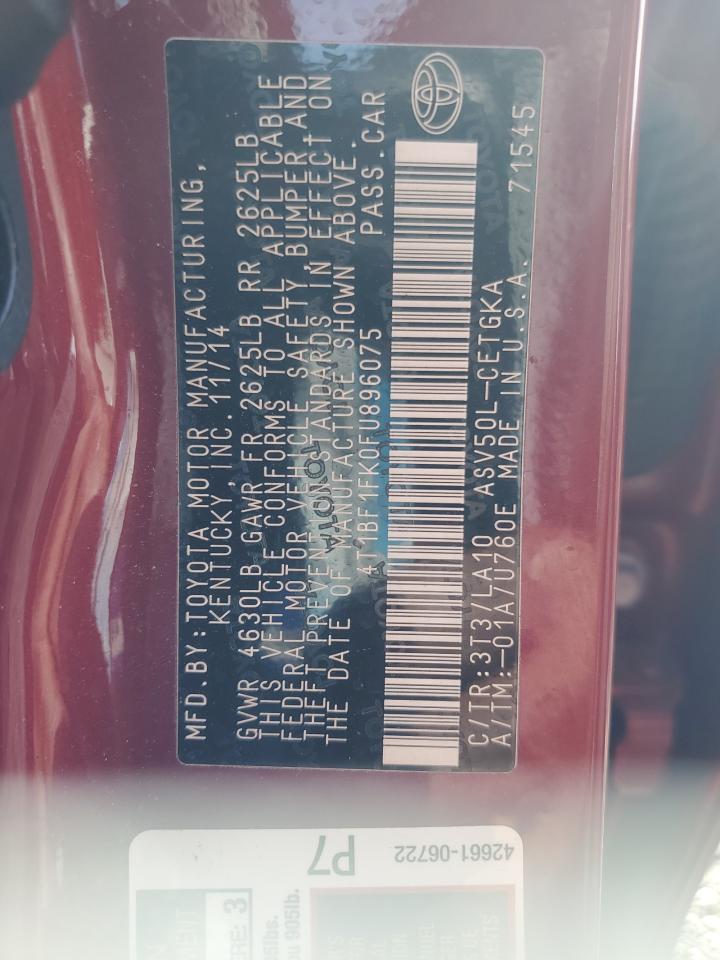 MFD.BY:TOYOTA MOTOR MANUFACTURING,
KENTUCKY INC. 11/14
GVWR 4630LB GAWR FR 2625LB RR 2625LB
THIS VEHICLE CONFORMS TO ALL APPLICABLE
FEDERAL MOTOR VEHICLE SAFETY, BUMPER AND
THEFT PREVENTION STANDARDS IN EFFECT ON
THE DATE OF MANUFACTURE SHOWN ABOVE.
4T1BF1FK0FU896075 PASS.CAR
C/TR:3T3/LA10 ASV50L-CETGKA
A/TM:-01A/U760E MADE IN U.S.A. 71545
42661-06722
P7
905lb.
3